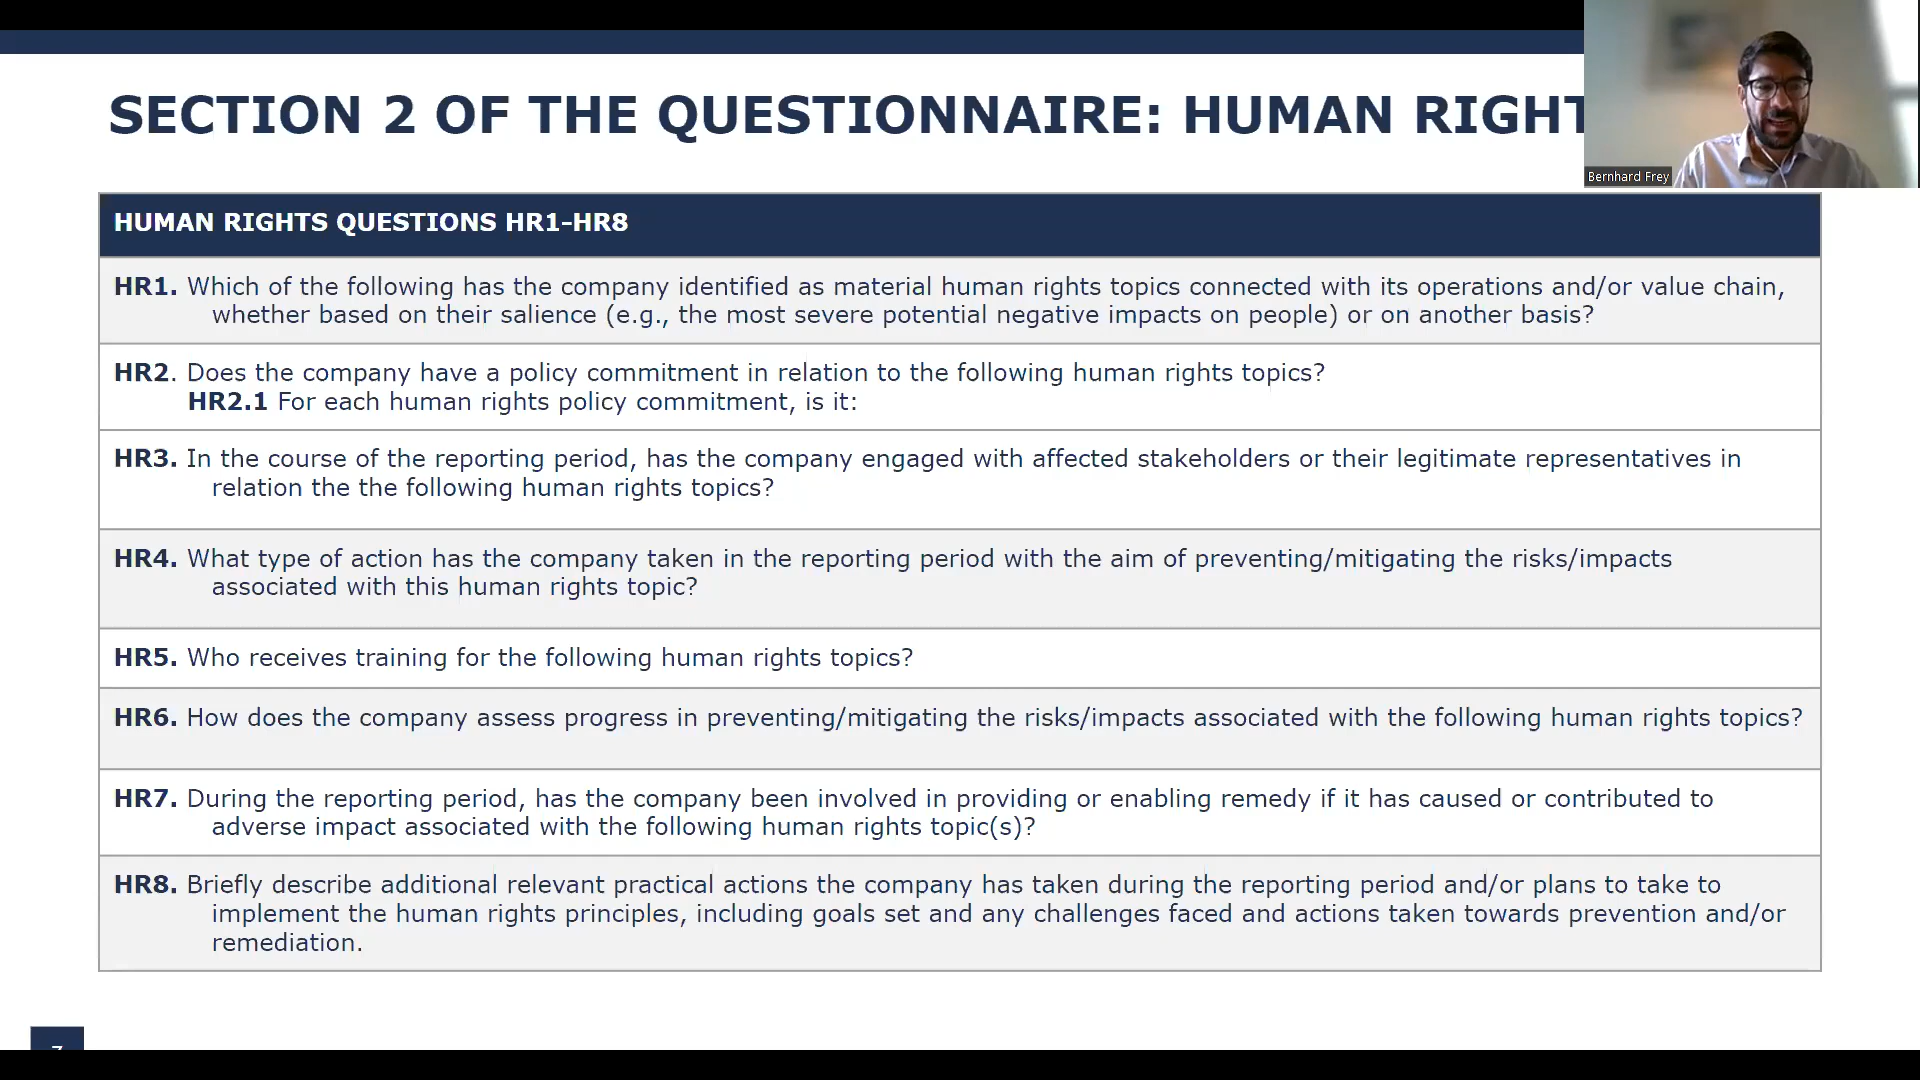 SECTION 2 OF THE QUESTIONNAIRE: HUMAN RIGHT
Bernhard Frey
HUMAN RIGHTS QUESTIONS HR1-HR8
HR1. Which of the following has the company identified as material human rights topics connected with its operations and/or value chain,
whether based on their salience (e.g., the most severe potential negative impacts on people) or on another basis?
HR2. Does the company have a policy commitment in relation to the following human rights topics?
HR2.1 For each human rights policy commitment, is it:
HR3. In the course of the reporting period, has the company engaged with affected stakeholders or their legitimate representatives in
relation the the following human rights topics?
HR4. What type of action has the company taken in the reporting period with the aim of preventing/mitigating the risks/impacts
associated with this human rights topic?
HR5. Who receives training for the following human rights topics?
HR6. How does the company assess progress in preventing/mitigating the risks/impacts associated with the following human rights topics?
HR7. During the reporting period, has the company been involved in providing or enabling remedy if it has caused or contributed to
adverse impact associated with the following human rights topic(s)?
HR8. Briefly describe additional relevant practical actions the company has taken during the reporting period and/or plans to take to
implement the human rights principles, including goals set and any challenges faced and actions taken towards prevention and/or
remediation.